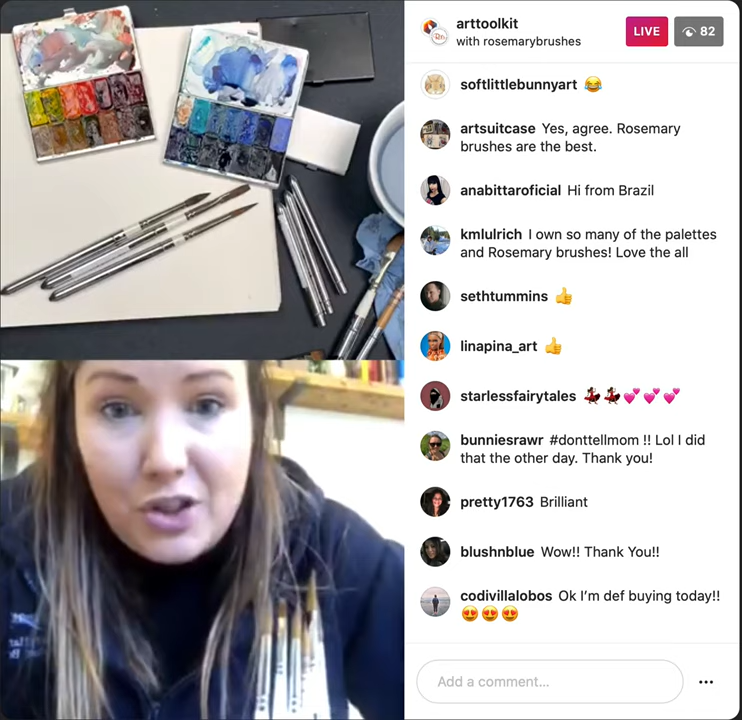 arttoolkit
with rosemarybrushes
LIVE
82
softlittlebunnyart 😂
artsuitcase Yes, agree. Rosemary
brushes are the best.
anabittaroficial Hi from Brazil
kmlulrich I own so many of the palettes
and Rosemary brushes! Love the all
sethtummins 👍
linapina_art 👍
starlessfairytales 💃💃💕💕💕
bunniesrawr #donttellmom !! Lol I did
that the other day. Thank you!
pretty1763 Brilliant
blushnblue Wow!! Thank You!!
codivillalobos Ok I'm def buying today!!
😍😍😍
Add a comment...